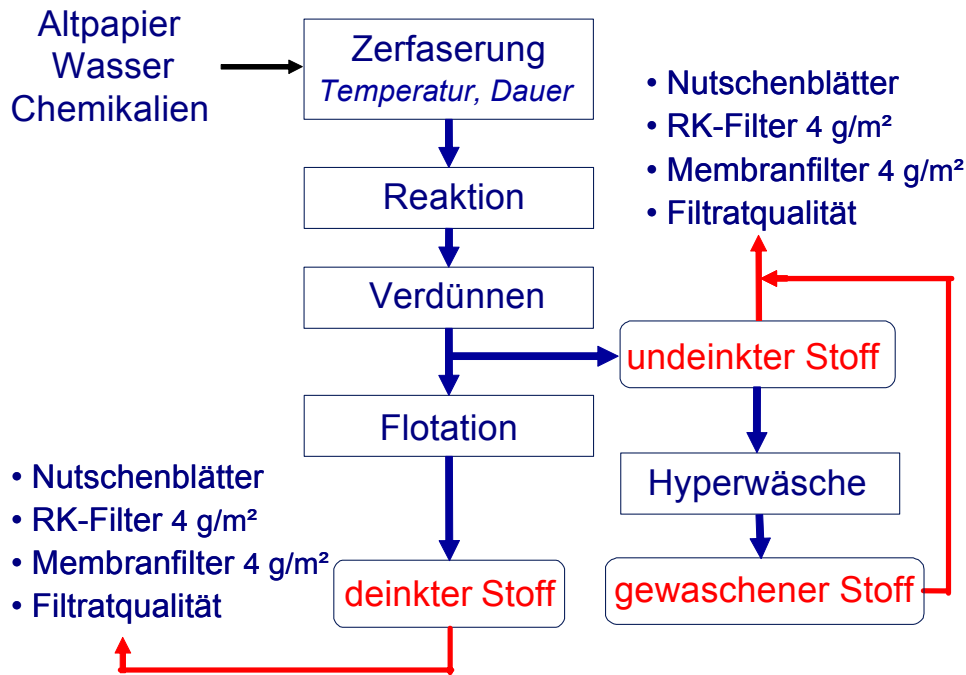 Altpapier
Wasser
Chemikalien
Zerfaserung
Temperatur, Dauer
Reaktion
Verdünnen
Flotation
• Nutschenblätter
• RK-Filter 4 g/m²
• Membranfilter 4 g/m²
• Filtratqualität
undeinkter Stoff
Hyperwäsche
gewaschener Stoff
• Nutschenblätter
• RK-Filter 4 g/m²
• Membranfilter 4 g/m²
• Filtratqualität
deinkter Stoff